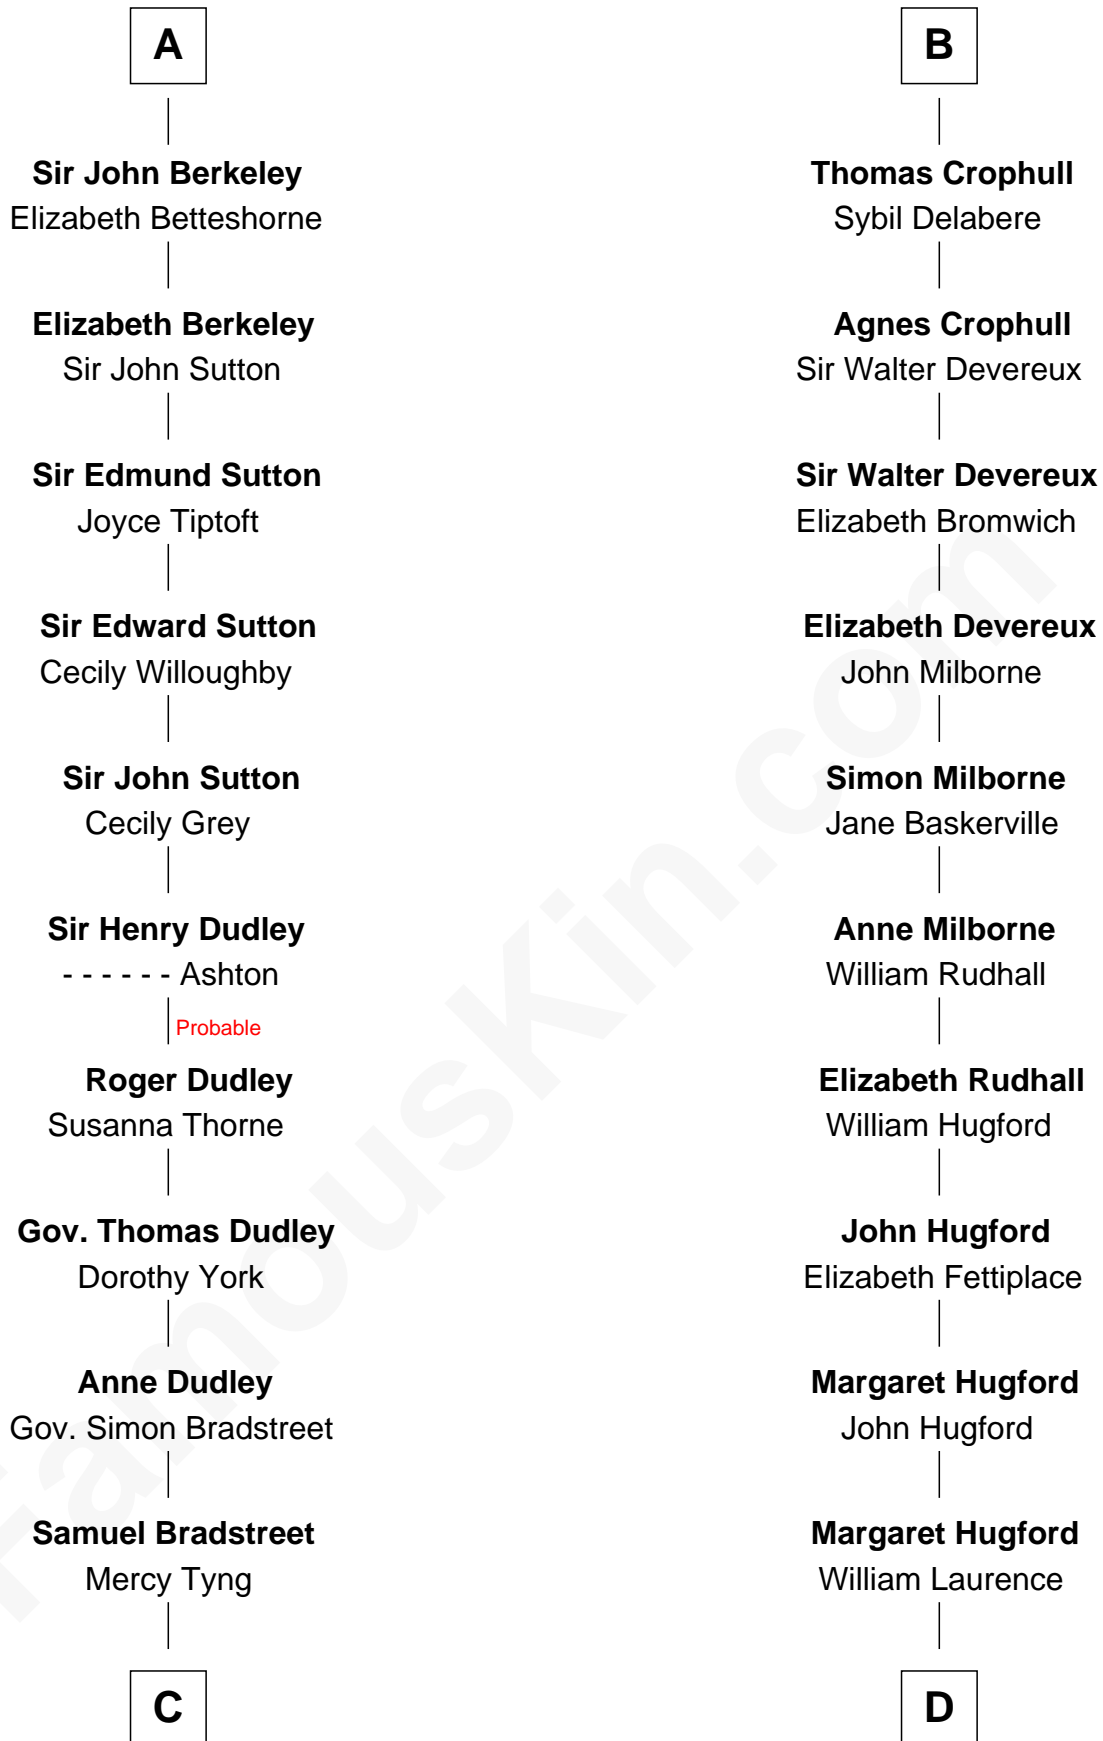 A
Sir John Berkeley
Elizabeth Betteshorne
Elizabeth Berkeley
Sir John Sutton
Sir Edmund Sutton
Joyce Tiptoft
Sir Edward Sutton
Cecily Willoughby
Sir John Sutton
Cecily Grey
Sir Henry Dudley
- - - - - - Ashton
Probable
Roger Dudley
Susanna Thorne
Gov. Thomas Dudley
Dorothy York
Anne Dudley
Gov. Simon Bradstreet
Samuel Bradstreet
Mercy Tyng
C
B
Thomas Crophull
Sybil Delabere
Agnes Crophull
Sir Walter Devereux
Sir Walter Devereux
Elizabeth Bromwich
Elizabeth Devereux
John Milborne
Simon Milborne
Jane Baskerville
Anne Milborne
William Rudhall
Elizabeth Rudhall
William Hugford
John Hugford
Elizabeth Fettiplace
Margaret Hugford
John Hugford
Margaret Hugford
William Laurence
D
FamousKin.com